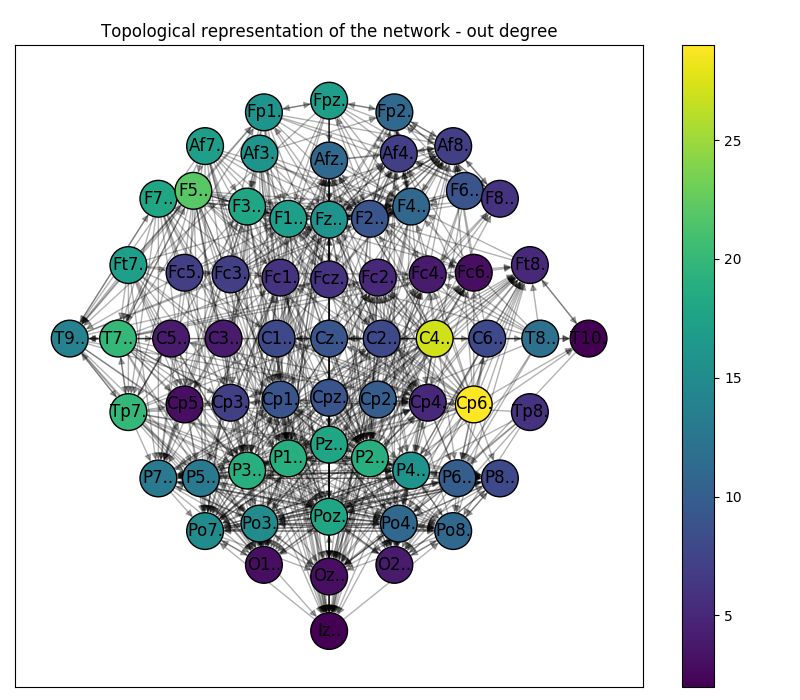 Topological representation of the network - out degree
Fpz.
Fp1. Fp2.
Af7. Af3. Afz. Af4. Af8.
F7.. F5.. F3.. F1.. Fz.. F2.. F4.. F6.. F8..
Ft7. Fc5. Fc3. Fc1. Fcz. Fc2. Fc4. Fc6. Ft8.
T9.. T7.. C5.. C3.. C1.. Cz.. C2.. C4.. C6.. T8.. T10.
Tp7. Cp5. Cp3. Cp1. Cpz. Cp2. Cp4. Cp6. Tp8.
P7.. P5.. P3.. P1.. Pz.. P2.. P4.. P6.. P8..
Po7. Po3. Poz. Po4. Po8.
O1.. Oz.. O2..
Iz..
25
20
15
10
5